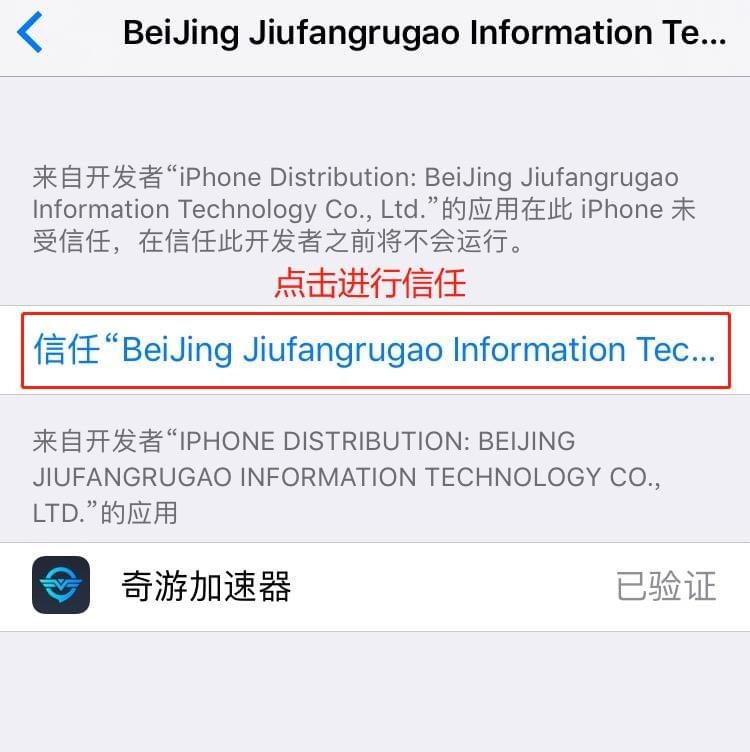 BeiJing Jiufangrugao Information Te...
来自开发者“iPhone Distribution: BeiJing Jiufangrugao
Information Technology Co., Ltd.”的应用在此 iPhone 未
受信任，在信任此开发者之前将不会运行。
点击进行信任
信任“BeiJing Jiufangrugao Information Tec...
来自开发者“IPHONE DISTRIBUTION: BEIJING
JIUFANGRUGAO INFORMATION TECHNOLOGY CO.,
LTD.”的应用
奇游加速器 已验证